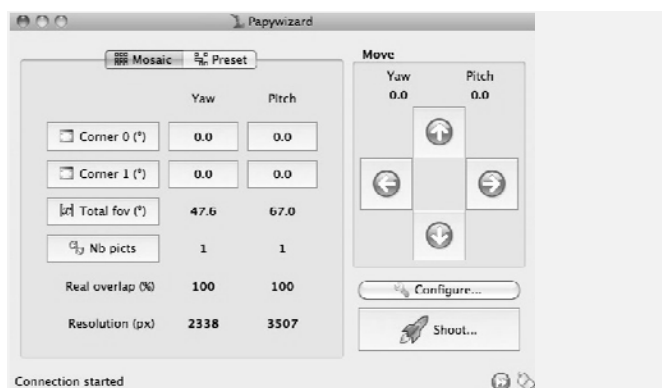 Papywizard
Mosaic Preset
Yaw Pitch
Corner 0 (°) 0.0 0.0
Corner 1 (°) 0.0 0.0
Total fov (°) 47.6 67.0
Nb picts 1 1
Real overlap (%) 100 100
Resolution (px) 2338 3507
Move
Yaw Pitch
0.0 0.0
Configure...
Shoot...
Connection started